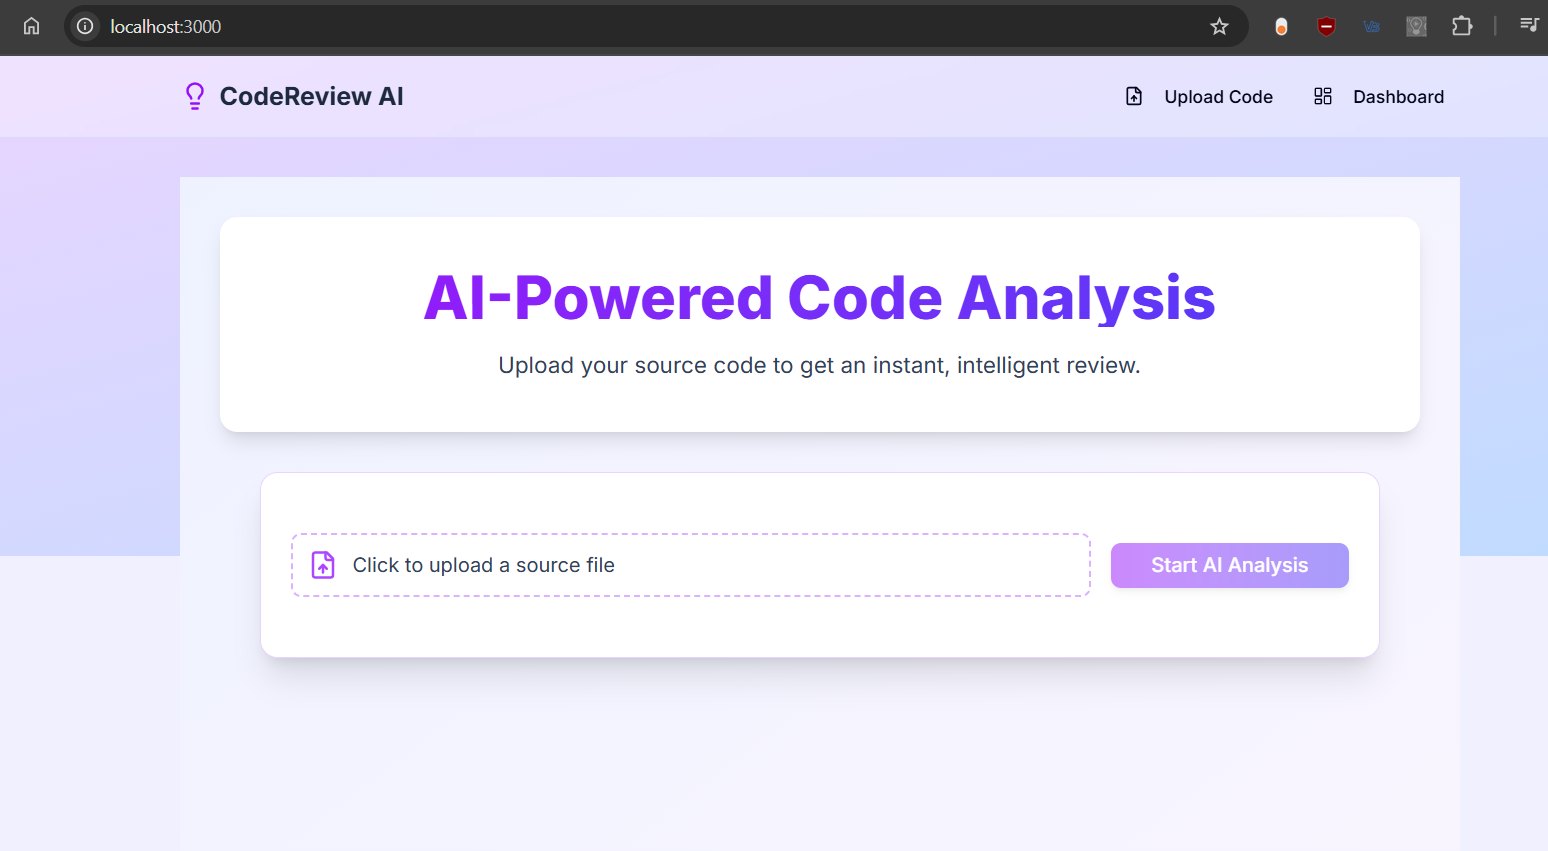 localhost:3000
CodeReview AI
Upload Code
Dashboard
AI-Powered Code Analysis
Upload your source code to get an instant, intelligent review.
Click to upload a source file
Start AI Analysis